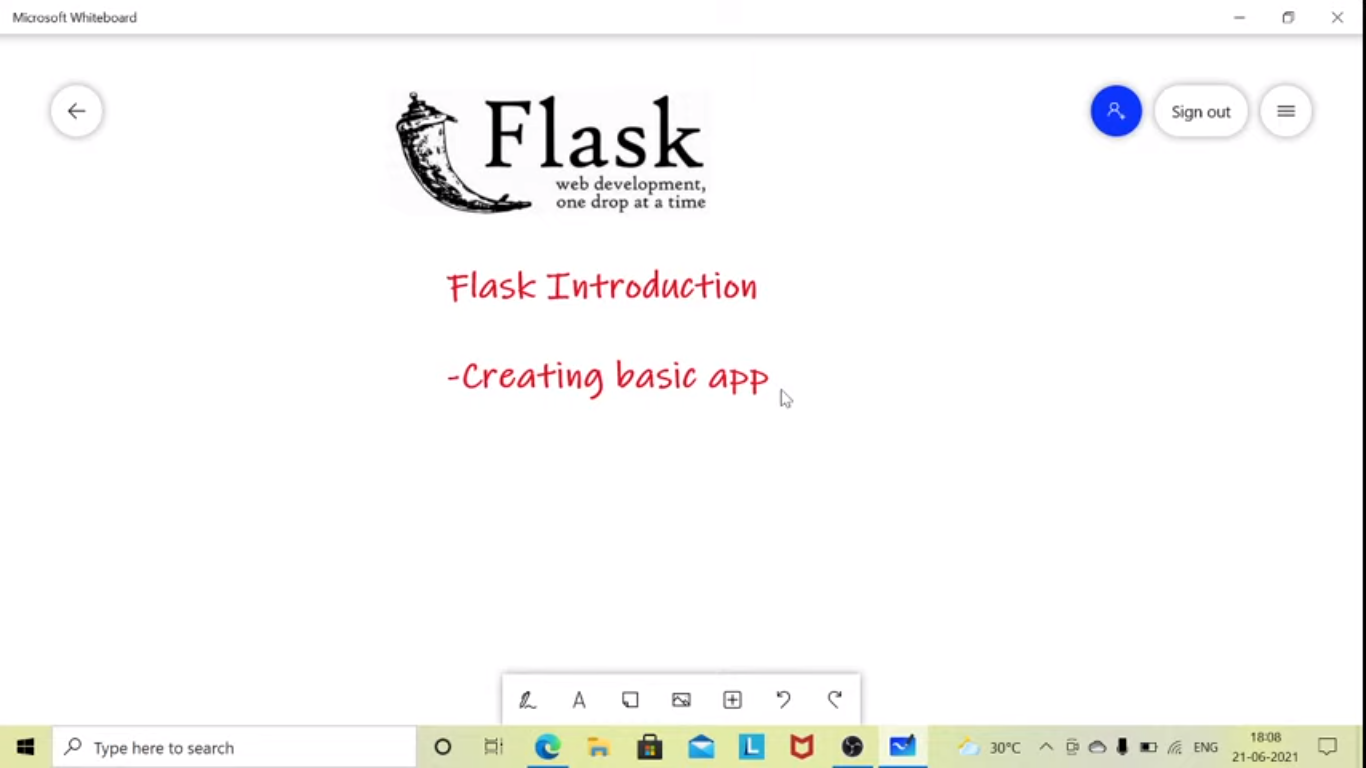 Microsoft Whiteboard
Flask
web development,
one drop at a time
Sign out
Flask Introduction
-Creating basic app
A
Type here to search
L
30°C
ENG
18:08
21-06-2021